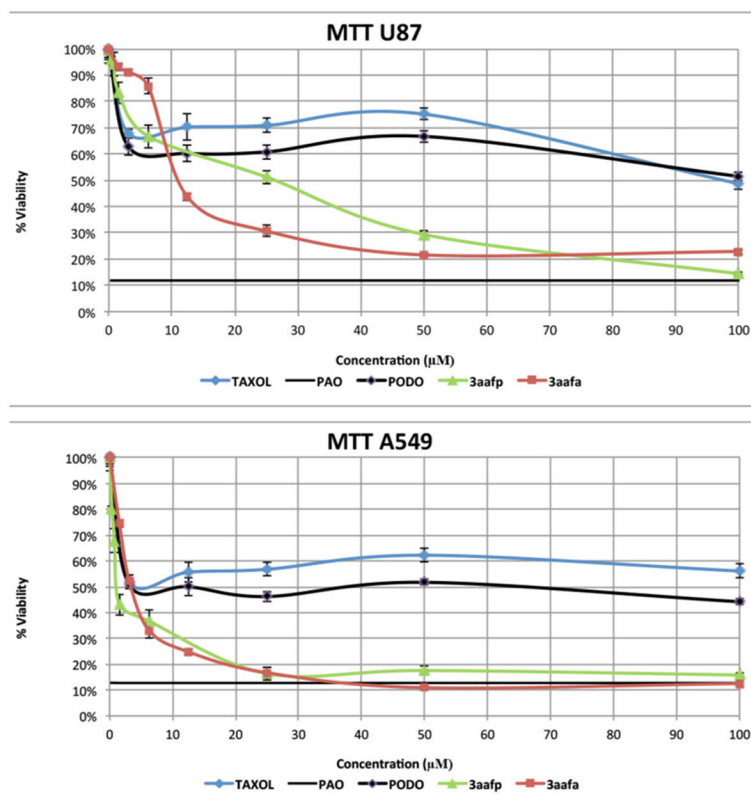 MTT U87
100%
90%
80%
70%
60%
50%
40%
30%
20%
10%
0%
% Viability
0 10 20 30 40 50 60 70 80 90 100
Concentration (µM)
TAXOL PAO PODO 3aafp 3aafa
MTT A549
100%
90%
80%
70%
60%
50%
40%
30%
20%
10%
0%
% Viability
0 10 20 30 40 50 60 70 80 90 100
Concentration (µM)
TAXOL PAO PODO 3aafp 3aafa